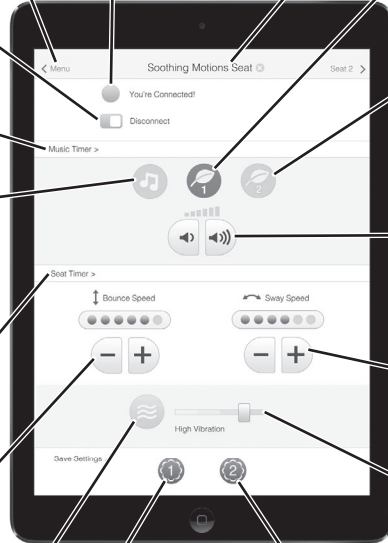 Menu Soothing Motions Seat Seat 2
You're Connected!
Disconnect
Music Timer >
1 2
Seat Timer >
Bounce Speed Sway Speed
High Vibration
Save Settings
1 2